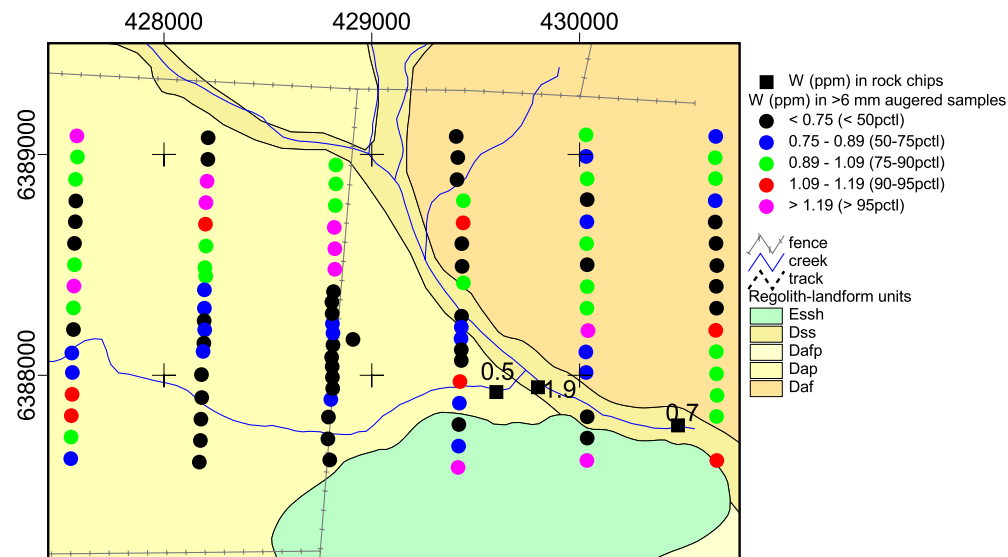 428000 429000 430000
6389000
6388000
0.5
1.9
0.7
W (ppm) in rock chips
W (ppm) in >6 mm augered samples
< 0.75 (< 50pctl)
0.75 - 0.89 (50-75pctl)
0.89 - 1.09 (75-90pctl)
1.09 - 1.19 (90-95pctl)
> 1.19 (> 95pctl)
fence
creek
track
Regolith-landform units
Essh
Dss
Dafp
Dap
Daf